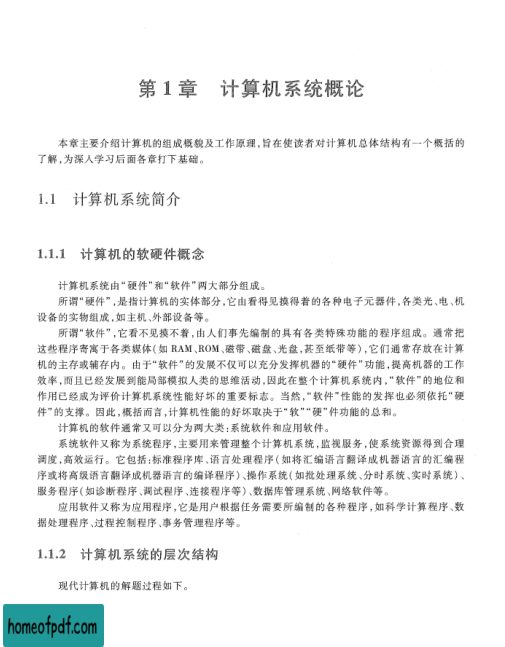 第1章 计算机系统概论
本章主要介绍计算机的组成概貌及工作原理,旨在使读者对计算机总体结构有一个概括的
了解,为深入学习后面各章打下基础。
1.1 计算机系统简介
1.1.1 计算机的软硬件概念
计算机系统由“硬件”和“软件”两大部分组成。
所谓“硬件”,是指计算机的实体部分,它由看得见摸得着的各种电子元器件,各类光、电、机
设备的实物组成,如主机、外部设备等。
所谓“软件”,它看不见摸不着,由人们事先编制的具有各类特殊功能的程序组成。通常把
这些程序寄寓于各类媒体(如 RAM、ROM、磁带、磁盘、光盘,甚至纸带等),它们通常存放在计算
机的主存或辅存内。由于“软件”的发展不仅可以充分发挥机器的“硬件”功能,提高机器的工作
效率,而且已经发展到能局部模拟人类的思维活动,因此在整个计算机系统内,“软件”的地位和
作用已经成为评价计算机系统性能好坏的重要标志。当然,“软件”性能的发挥也必须依托“硬
件”的支撑。因此,概括而言,计算机性能的好坏取决于“软”“硬”件功能的总和。
计算机的软件通常又可以分为两大类:系统软件和应用软件。
系统软件又称为系统程序,主要用来管理整个计算机系统,监视服务,使系统资源得到合理
调度,高效运行。它包括:标准程序库、语言处理程序(如将汇编语言翻译成机器语言的汇编程
序或将高级语言翻译成机器语言的编译程序)、操作系统(如批处理系统、分时系统、实时系统)、
服务程序(如诊断程序、调试程序、连接程序等)、数据库管理系统、网络软件等。
应用软件又称为应用程序,它是用户根据任务需要所编制的各种程序,如科学计算程序、数
据处理程序、过程控制程序、事务管理程序等。
1.1.2 计算机系统的层次结构
现代计算机的解题过程如下。
homeofpdf.com